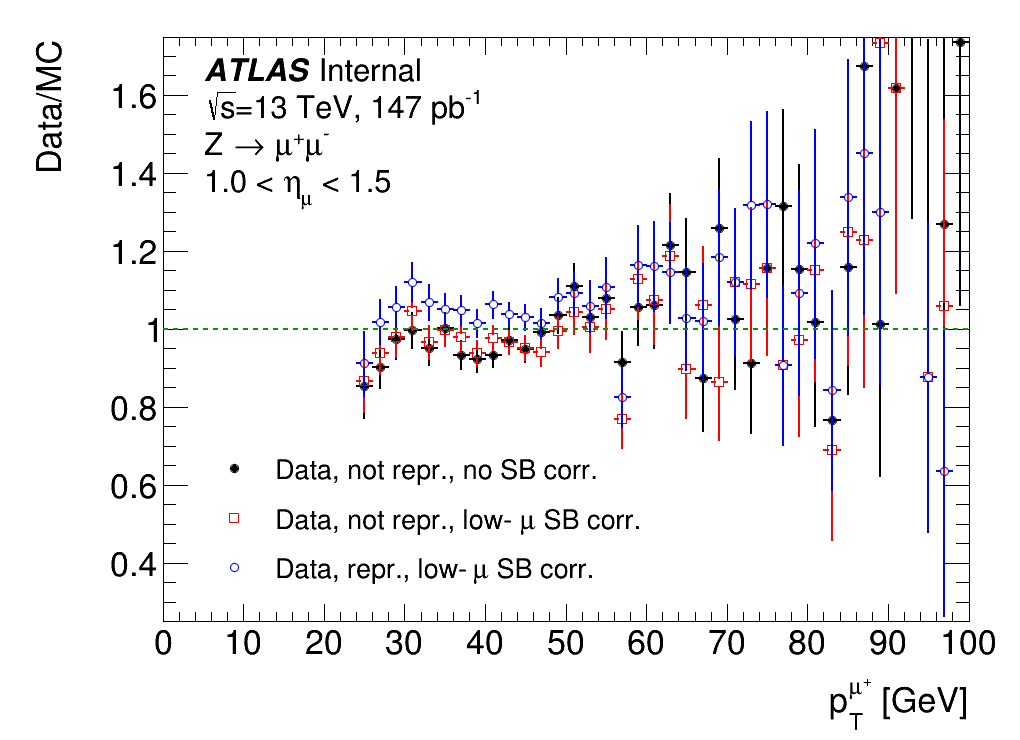 Data/MC
ATLAS Internal
√s=13 TeV, 147 pb⁻¹
Z → μ⁺μ⁻
1.0 < η_μ < 1.5
1.6
1.4
1.2
1
0.8
0.6
0.4
Data, not repr., no SB corr.
Data, not repr., low- μ SB corr.
Data, repr., low- μ SB corr.
0 10 20 30 40 50 60 70 80 90 100
p_T^μ⁺ [GeV]